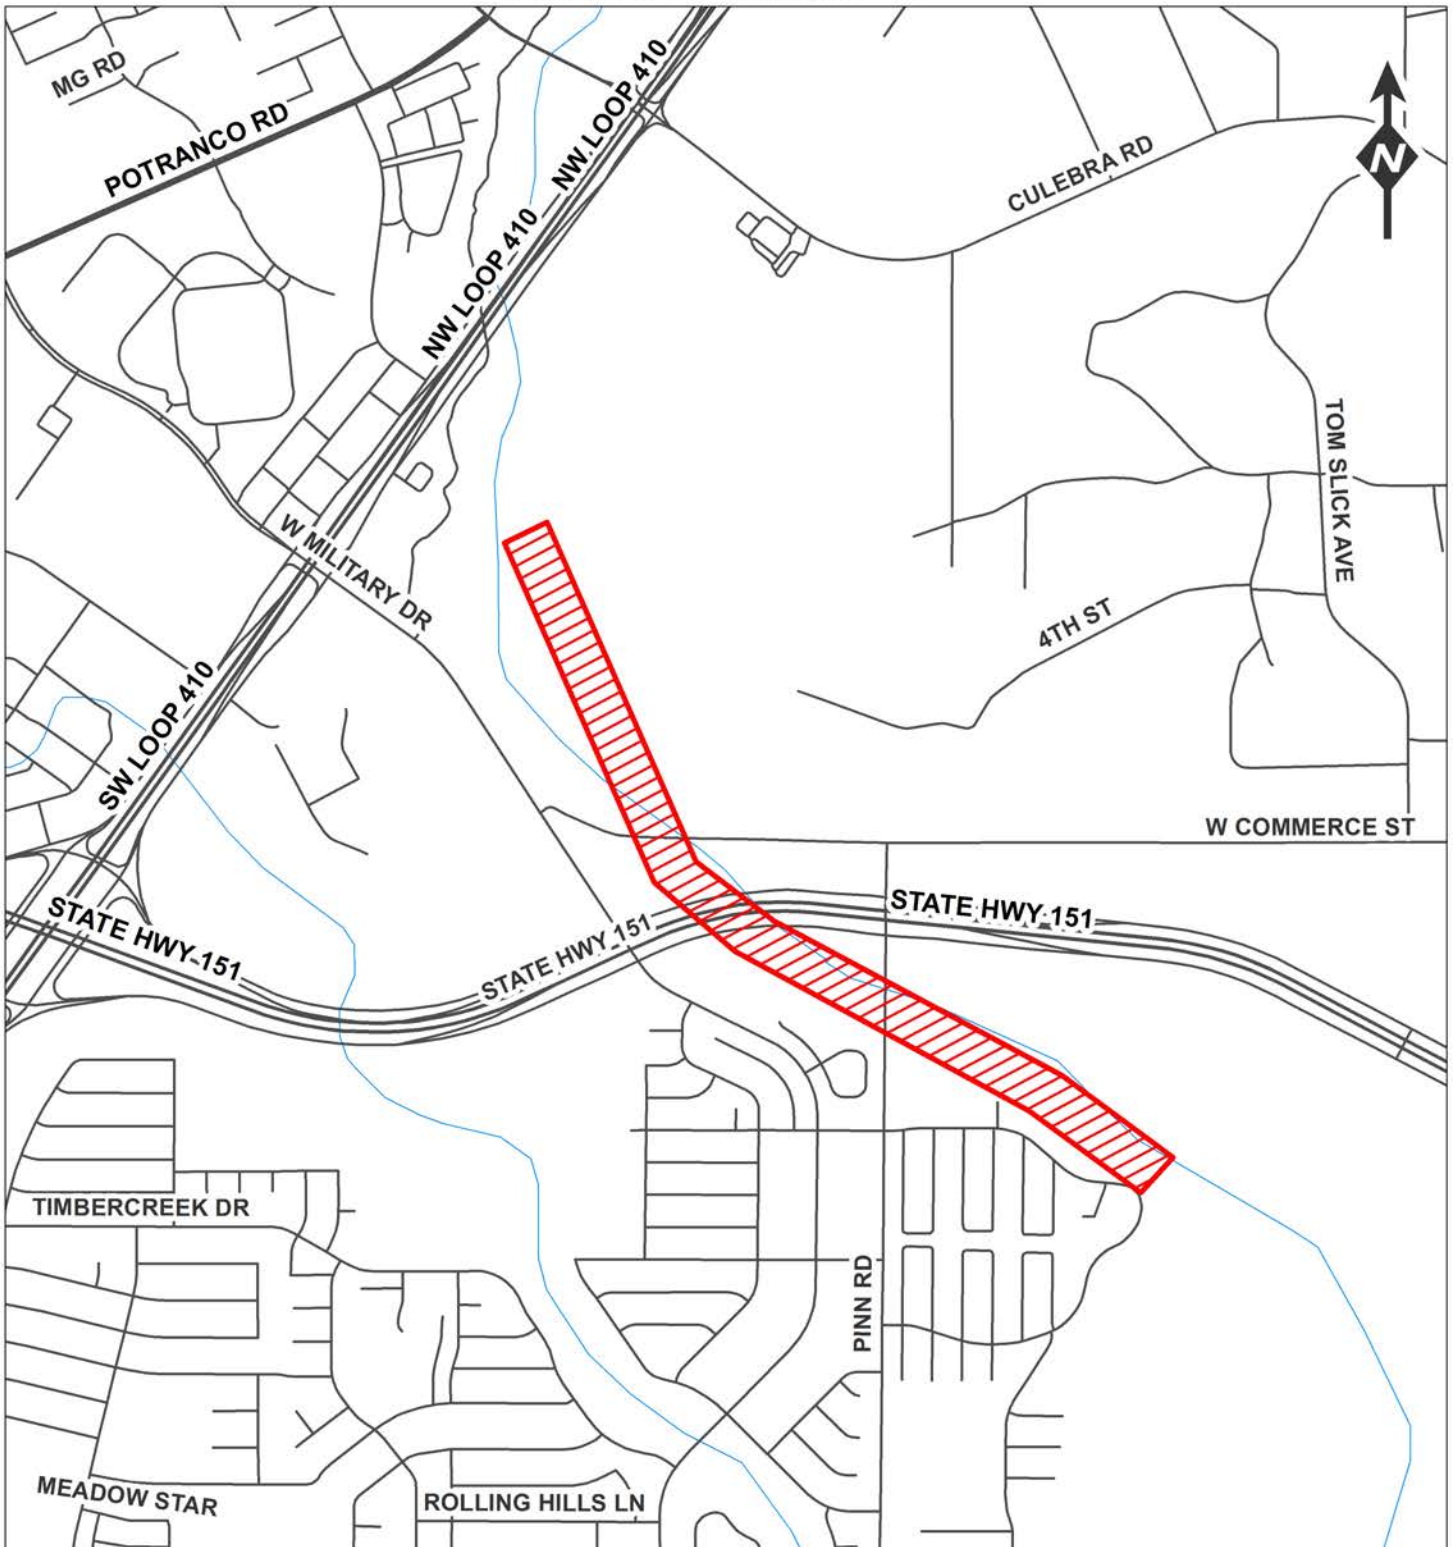 MG RD
POTRANCO RD
NW LOOP 410
NW LOOP 410
CULEBRA RD
N
TOM SLICK AVE
W MILITARY DR
4TH ST
SW LOOP 410
W COMMERCE ST
STATE HWY 151
STATE HWY 151
STATE HWY 151
TIMBERCREEK DR
PINN RD
MEADOW STAR
ROLLING HILLS LN